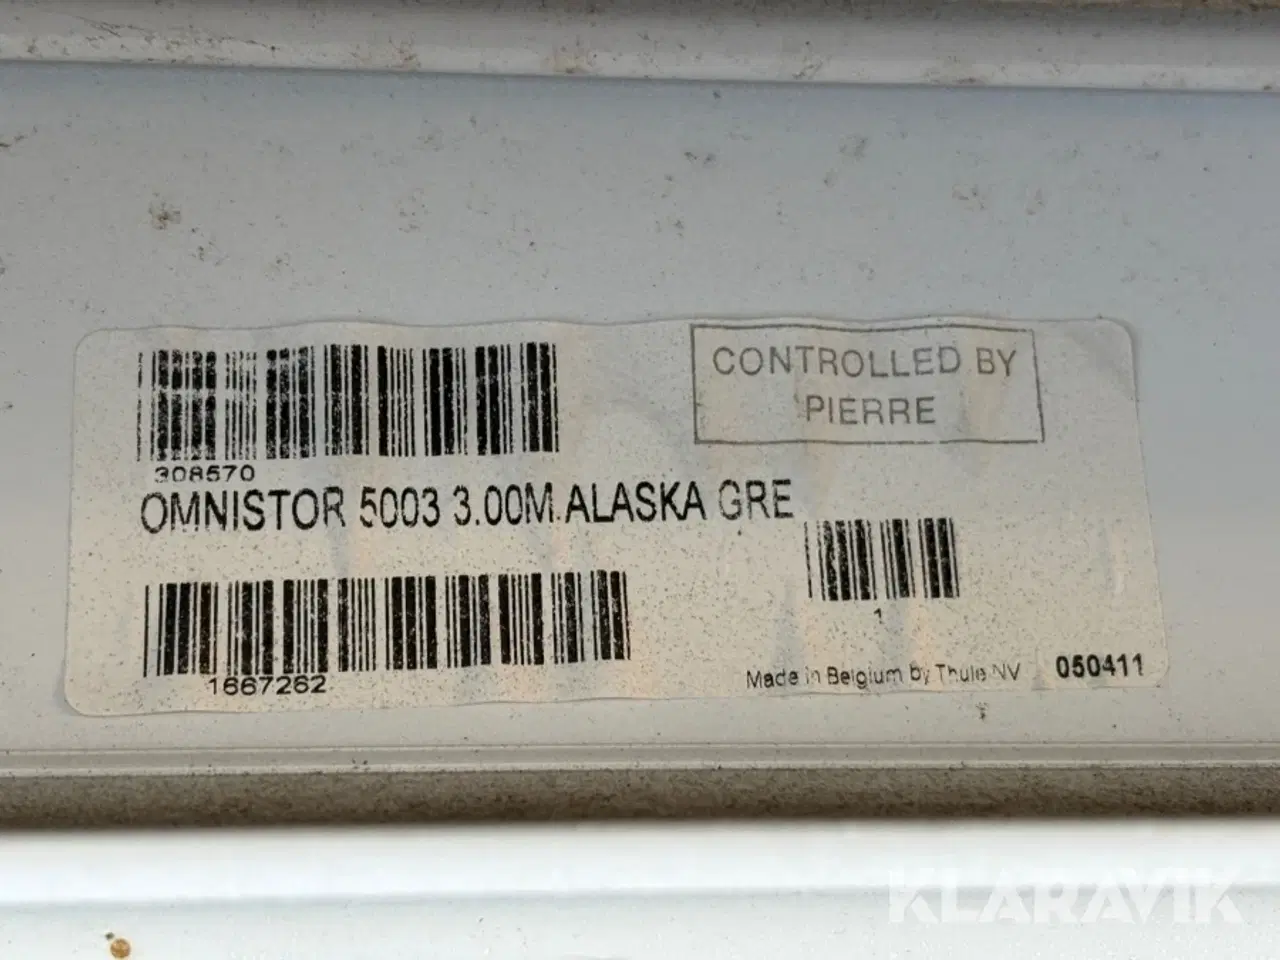 CONTROLLED BY
PIERRE
308570
OMNISTOR 5003 3.00M ALASKA GRE
1
1667262
Made in Belgium by Thule NV 050411
KLARAVIK